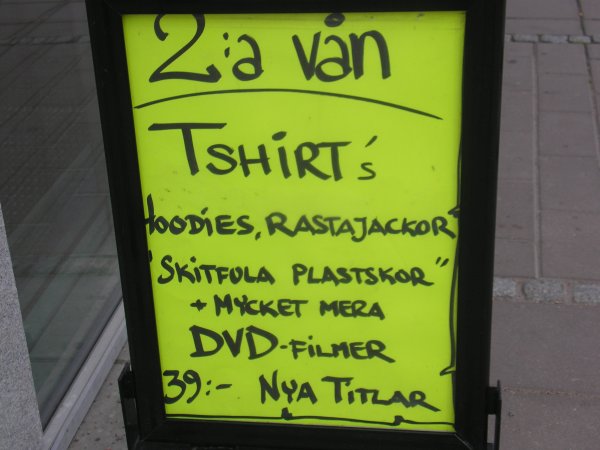 2:a vån
TSHIRT´s
HOODIES, RASTAJACKOR
"SKITFULA PLASTSKOR"
+ MYCKET MERA
DVD-FILMER
39:- NYA TITLAR